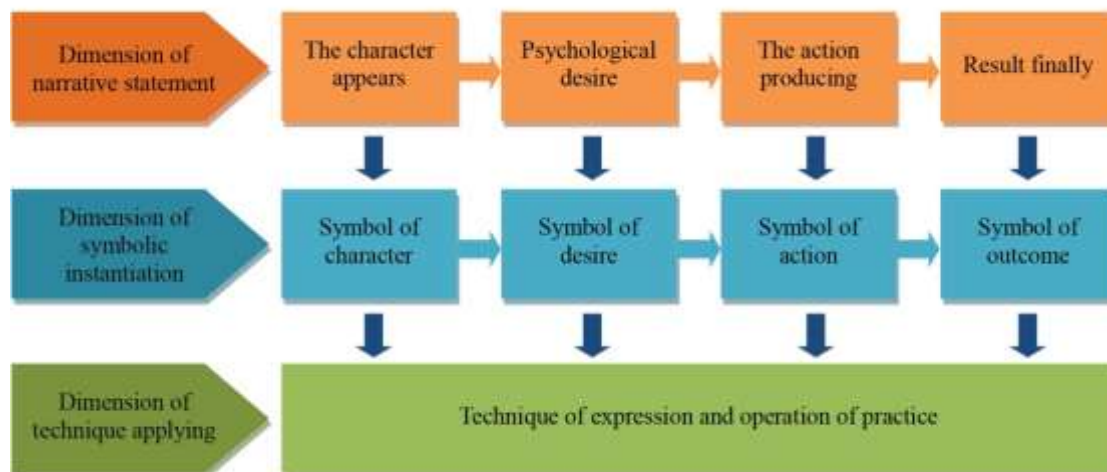 Dimension of
narrative statement
The character
appears
Psychological
desire
The action
producing
Result finally
Dimension of
symbolic
instantiation
Symbol of
character
Symbol of
desire
Symbol of
action
Symbol of
outcome
Dimension of
technique applying
Technique of expression and operation of practice